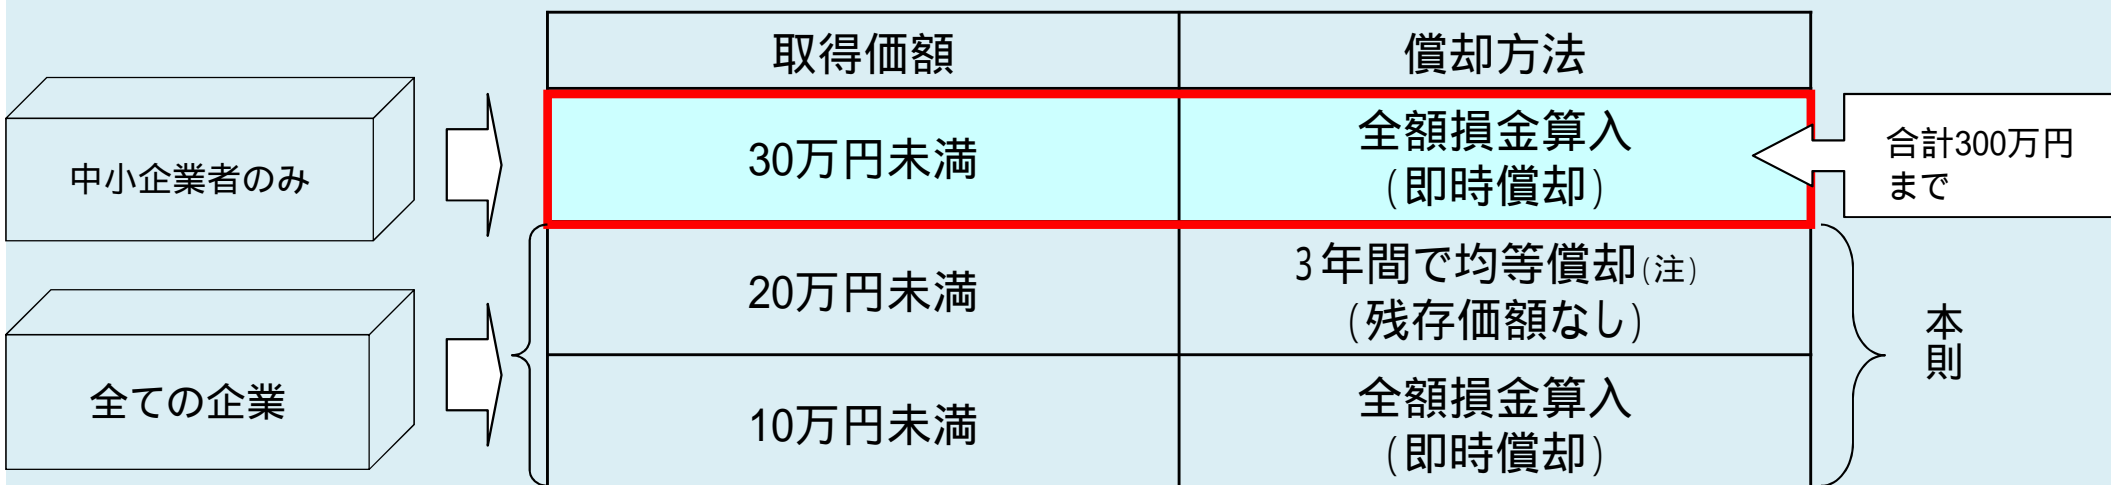 取得価額
償却方法
中小企業者のみ
30万円未満
全額損金算入
(即時償却)
合計300万円
まで
20万円未満
3年間で均等償却(注)
(残存価額なし)
本則
全ての企業
10万円未満
全額損金算入
(即時償却)